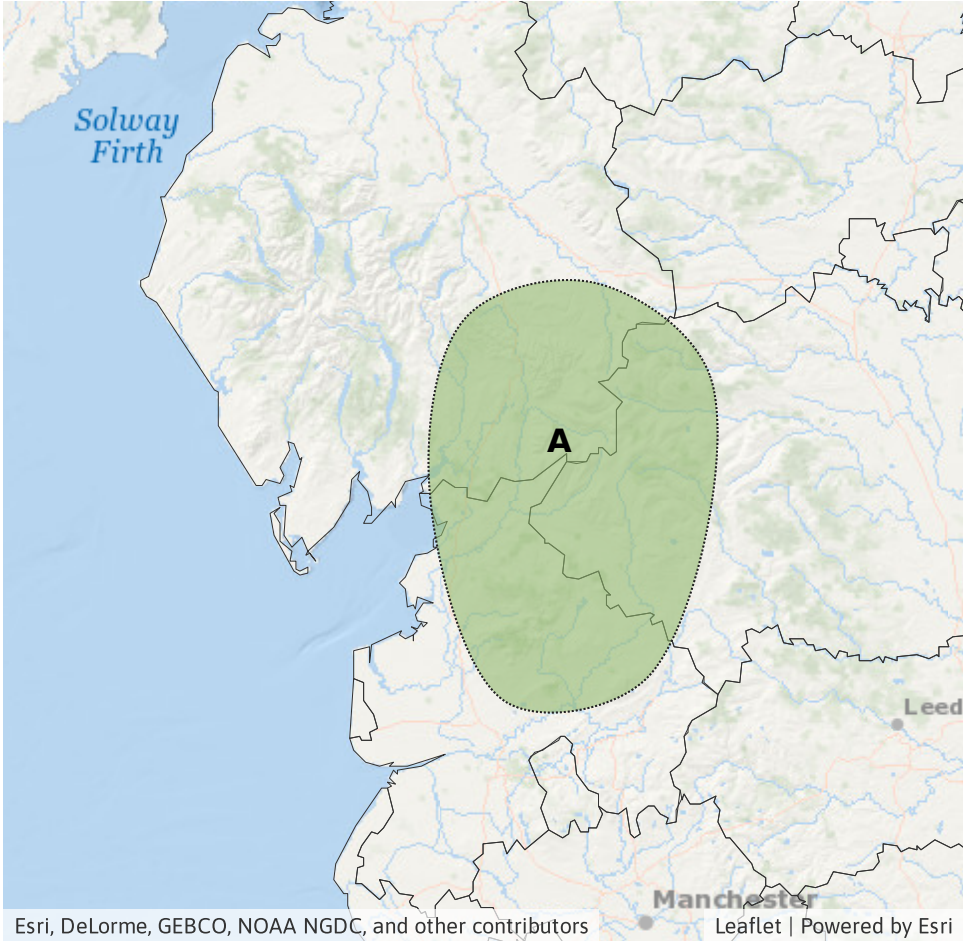 Solway
Firth
A
Leed
Manchester
Esri, DeLorme, GEBCO, NOAA NGDC, and other contributors
Leaflet | Powered by Esri